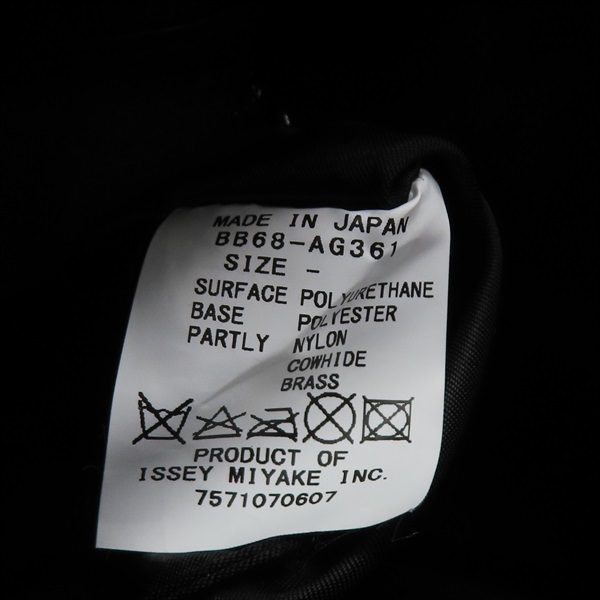 MADE IN JAPAN
BB68-AG361
SIZE -
SURFACE POLYURETHANE
BASE POLYESTER
PARTLY NYLON
COWHIDE
BRASS
PRODUCT OF
ISSEY MIYAKE INC.
7571070607